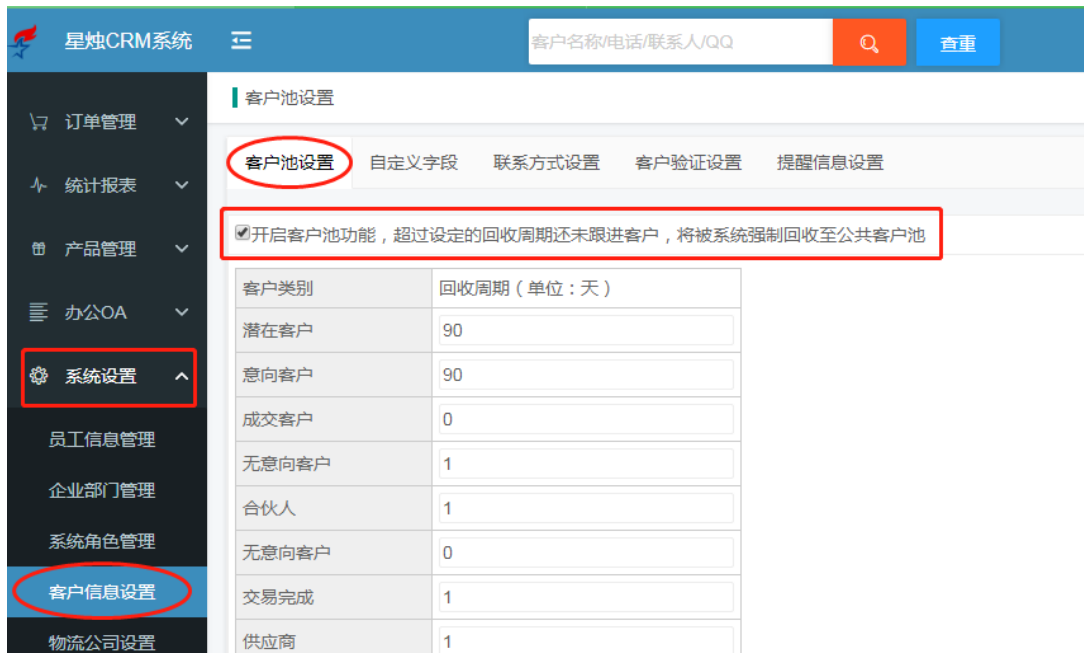 星烛CRM系统
客户名称/电话/联系人/QQ
查重
订单管理
统计报表
产品管理
办公OA
系统设置
员工信息管理
企业部门管理
系统角色管理
客户信息设置
物流公司设置
客户池设置
客户池设置 自定义字段 联系方式设置 客户验证设置 提醒信息设置
开启客户池功能，超过设定的回收周期还未跟进客户，将被系统强制回收至公共客户池
客户类别 回收周期（单位：天）
潜在客户 90
意向客户 90
成交客户 0
无意向客户 1
合伙人 1
无意向客户 0
交易完成 1
供应商 1